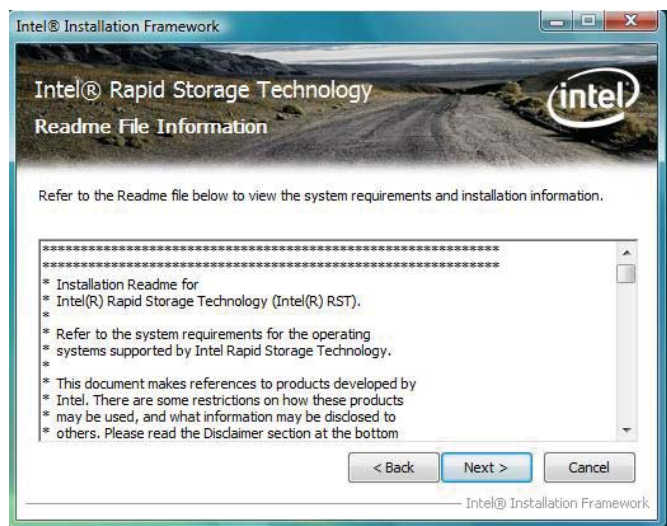 Intel® Installation Framework
Intel® Rapid Storage Technology
Readme File Information
intel
Refer to the Readme file below to view the system requirements and installation information.
************************************************************
************************************************************
* Installation Readme for
* Intel(R) Rapid Storage Technology (Intel(R) RST).
*
* Refer to the system requirements for the operating
* systems supported by Intel Rapid Storage Technology.
*
* This document makes references to products developed by
* Intel. There are some restrictions on how these products
* may be used, and what information may be disclosed to
* others. Please read the Disclaimer section at the bottom
< Back Next > Cancel
Intel® Installation Framework